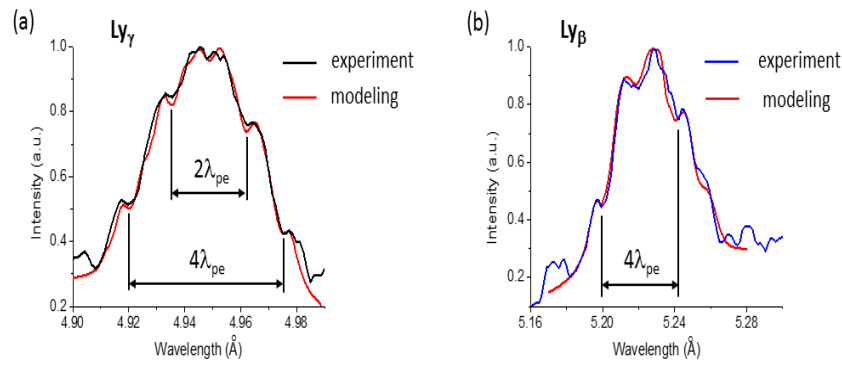 (a)
Lyγ
experiment
modeling
2λpe
4λpe
Intensity (a.u.)
1.0
0.8
0.6
0.4
0.2
4.90
4.92
4.94
4.96
4.98
Wavelength (Å)
(b)
Lyβ
experiment
modeling
4λpe
Intensity (a.u.)
1.0
0.8
0.6
0.4
0.2
5.16
5.20
5.24
5.28
Wavelength (Å)